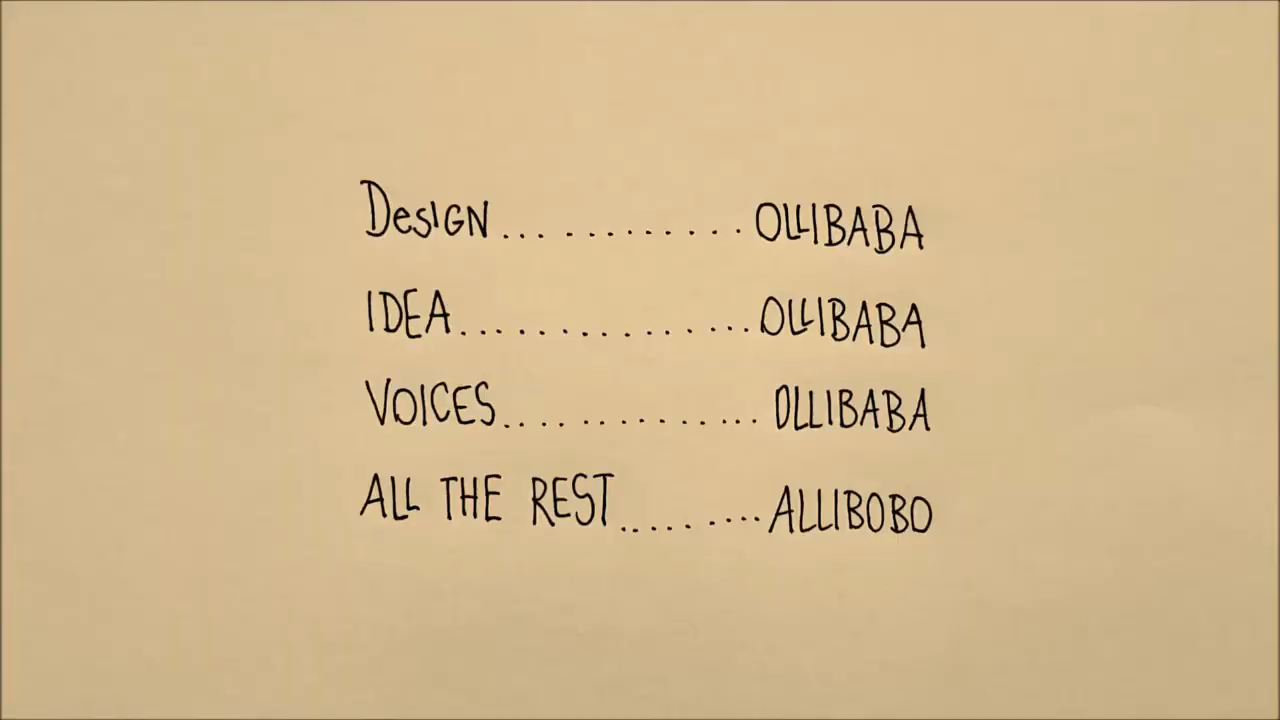 DeSIGN... ........... OLLIBABA
IDEA............... OLLIBABA
VOICES.............. OLLIBABA
ALL THE REST......... ALLIBOBO